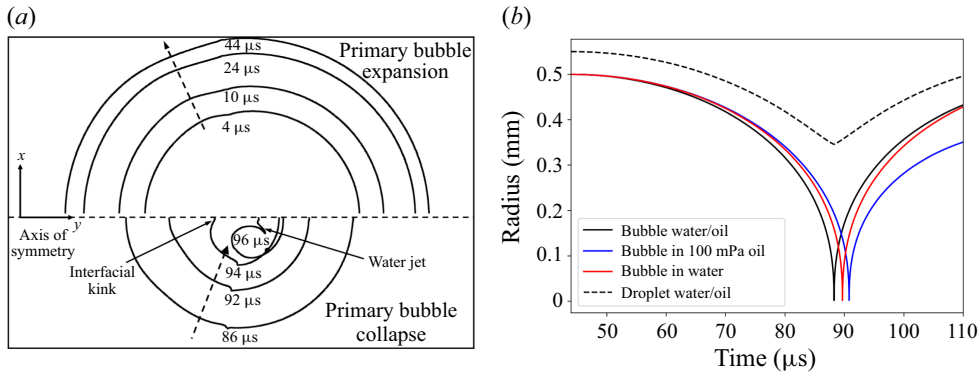 (a)
44 μs
24 μs
10 μs
4 μs
Primary bubble
expansion
x
y
Axis of
symmetry
Interfacial
kink
96 μs
94 μs
92 μs
86 μs
Water jet
Primary bubble
collapse
(b)
Radius (mm)
0.5
0.4
0.3
0.2
0.1
0
Bubble water/oil
Bubble in 100 mPa oil
Bubble in water
Droplet water/oil
50 60 70 80 90 100 110
Time (μs)